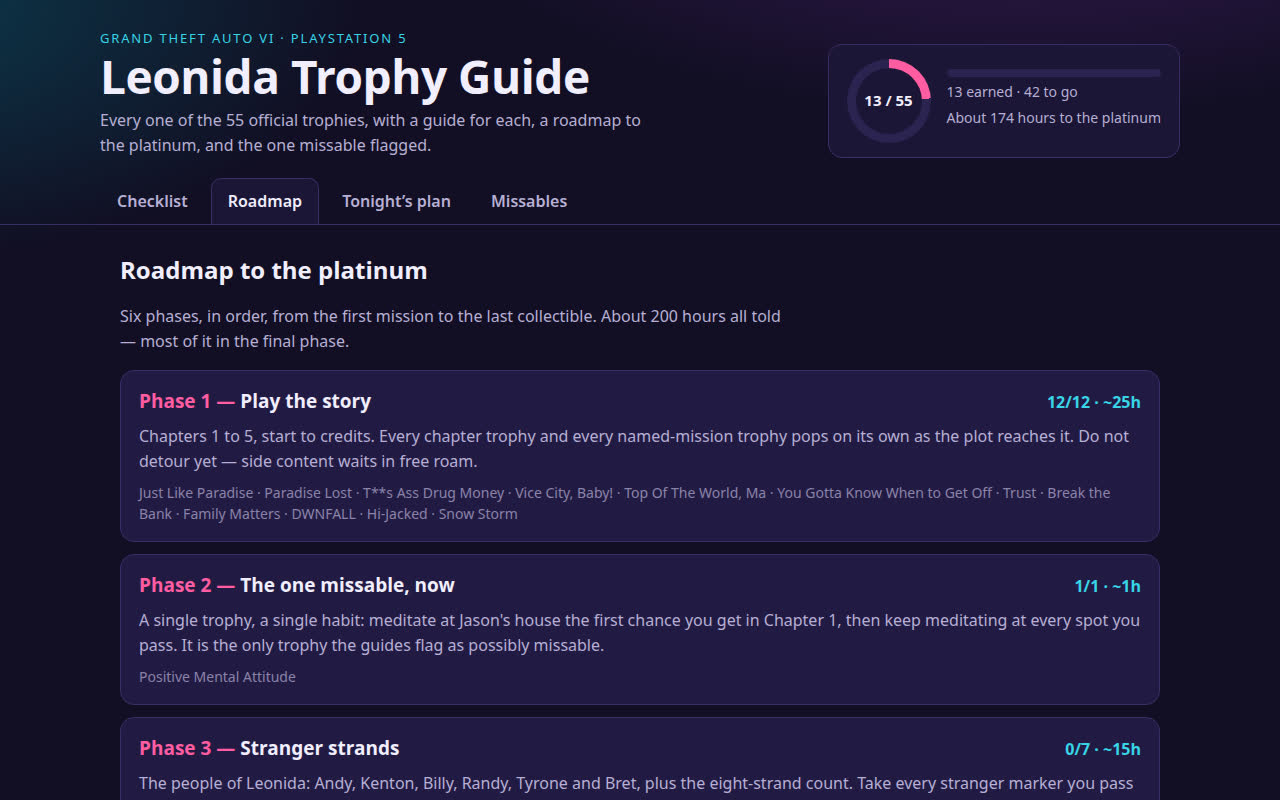 GRAND THEFT AUTO VI · PLAYSTATION 5
Leonida Trophy Guide
Every one of the 55 official trophies, with a guide for each, a roadmap to
the platinum, and the one missable flagged.
13 / 55
13 earned · 42 to go
About 174 hours to the platinum
Checklist
Roadmap
Tonight’s plan
Missables
Roadmap to the platinum
Six phases, in order, from the first mission to the last collectible. About 200 hours all told
— most of it in the final phase.
Phase 1 — Play the story
12/12 · ~25h
Chapters 1 to 5, start to credits. Every chapter trophy and every named-mission trophy pops on its own as the plot reaches it. Do not
detour yet — side content waits in free roam.
Just Like Paradise · Paradise Lost · T**s Ass Drug Money · Vice City, Baby! · Top Of The World, Ma · You Gotta Know When to Get Off · Trust · Break the
Bank · Family Matters · DWNFALL · Hi-Jacked · Snow Storm
Phase 2 — The one missable, now
1/1 · ~1h
A single trophy, a single habit: meditate at Jason's house the first chance you get in Chapter 1, then keep meditating at every spot you
pass. It is the only trophy the guides flag as possibly missable.
Positive Mental Attitude
Phase 3 — Stranger strands
0/7 · ~15h
The people of Leonida: Andy, Kenton, Billy, Randy, Tyrone and Bret, plus the eight-strand count. Take every stranger marker you pass